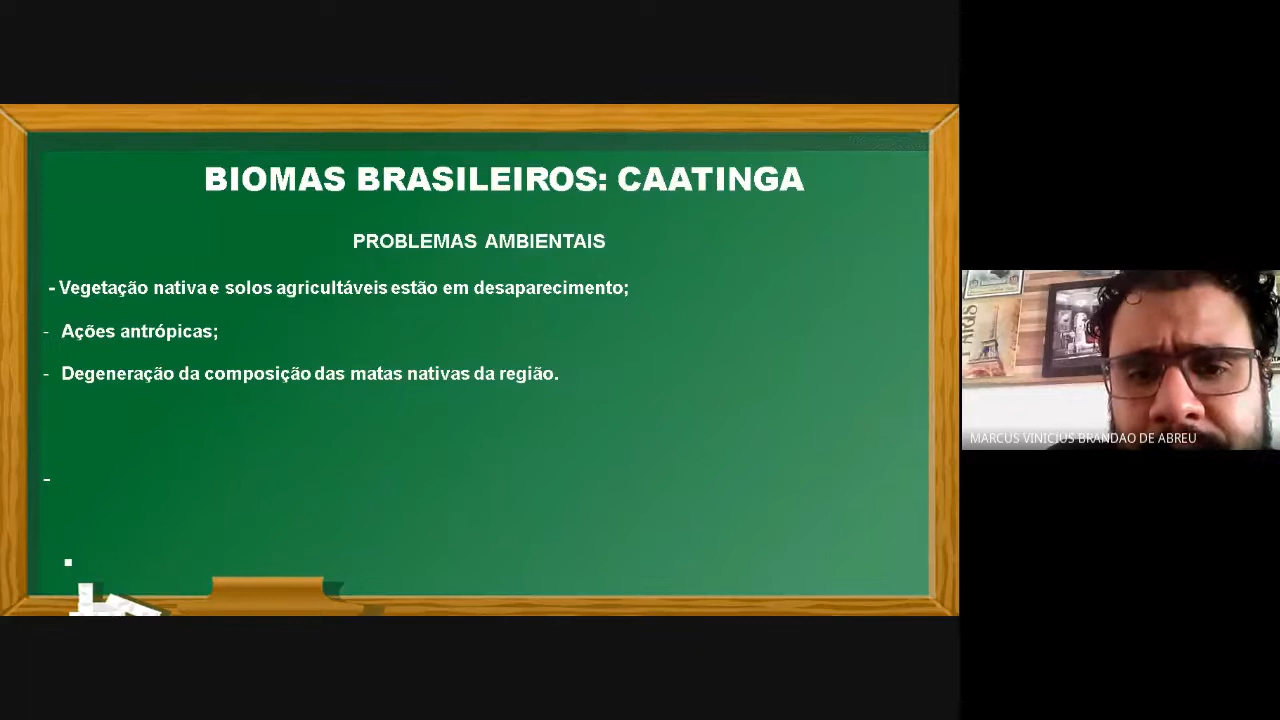 BIOMAS BRASILEIROS: CAATINGA
PROBLEMAS AMBIENTAIS
- Vegetação nativa e solos agricultáveis estão em desaparecimento;
- Ações antrópicas;
- Degeneração da composição das matas nativas da região.
-
PARIS
MARCUS VINICIUS BRANDAO DE ABREU